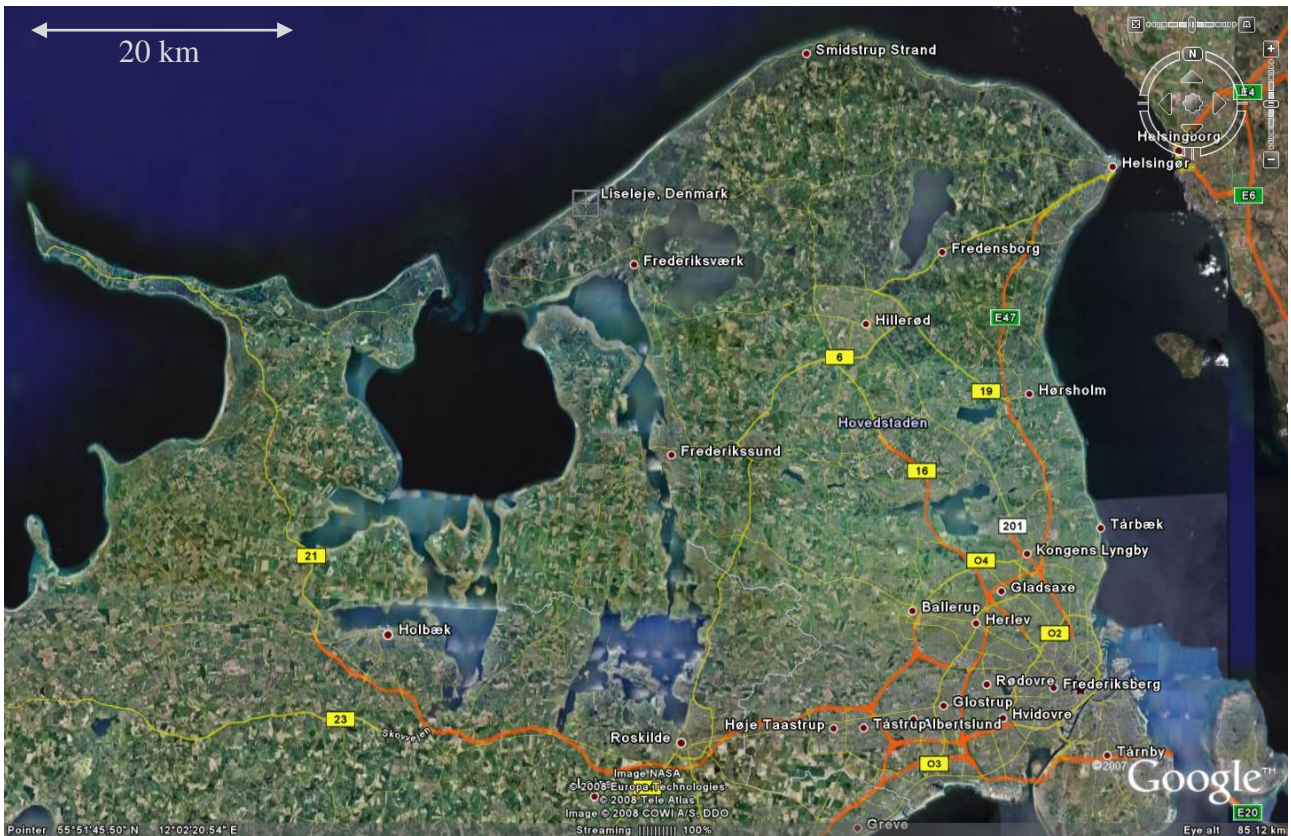 20 km
Smidstrup Strand
E4
Helsingborg
N
Helsingør
E6
Liseleje, Denmark
Fredensborg
Frederiksværk
E47
Hillerød
6
19
Hørsholm
Hovedstaden
Frederikssund
16
201
Tårbæk
21
Kongens Lyngby
O4
Gladsaxe
Ballerup
Herlev
Holbæk
O2
Rødovre
Frederiksberg
Glostrup
23
Hvidovre
Skovvejen
Høje Taastrup
Tåstrup
Albertslund
Roskilde
Tårnby
O3
© 2007 Google™
Image NASA
© 2008 Europa Technologies
© 2008 Tele Atlas
Image © 2008 COWI A/S, DDO
E20
Greve
Pointer 55°51'45.50" N 12°02'20.54" E
Streaming |||||||||| 100%
Eye alt 85.12 km